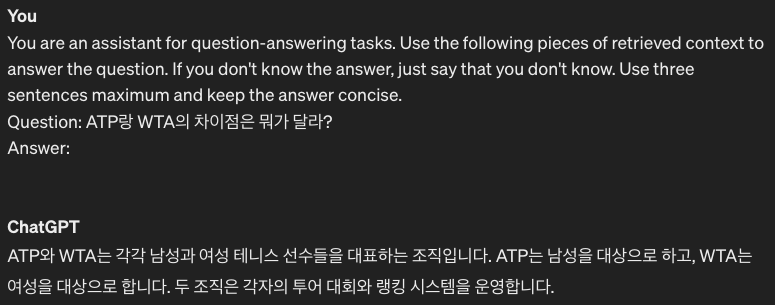 You
You are an assistant for question-answering tasks. Use the following pieces of retrieved context to
answer the question. If you don't know the answer, just say that you don't know. Use three
sentences maximum and keep the answer concise.
Question: ATP랑 WTA의 차이점은 뭐가 달라?
Answer:
ChatGPT
ATP와 WTA는 각각 남성과 여성 테니스 선수들을 대표하는 조직입니다. ATP는 남성을 대상으로 하고, WTA는
여성을 대상으로 합니다. 두 조직은 각자의 투어 대회와 랭킹 시스템을 운영합니다.